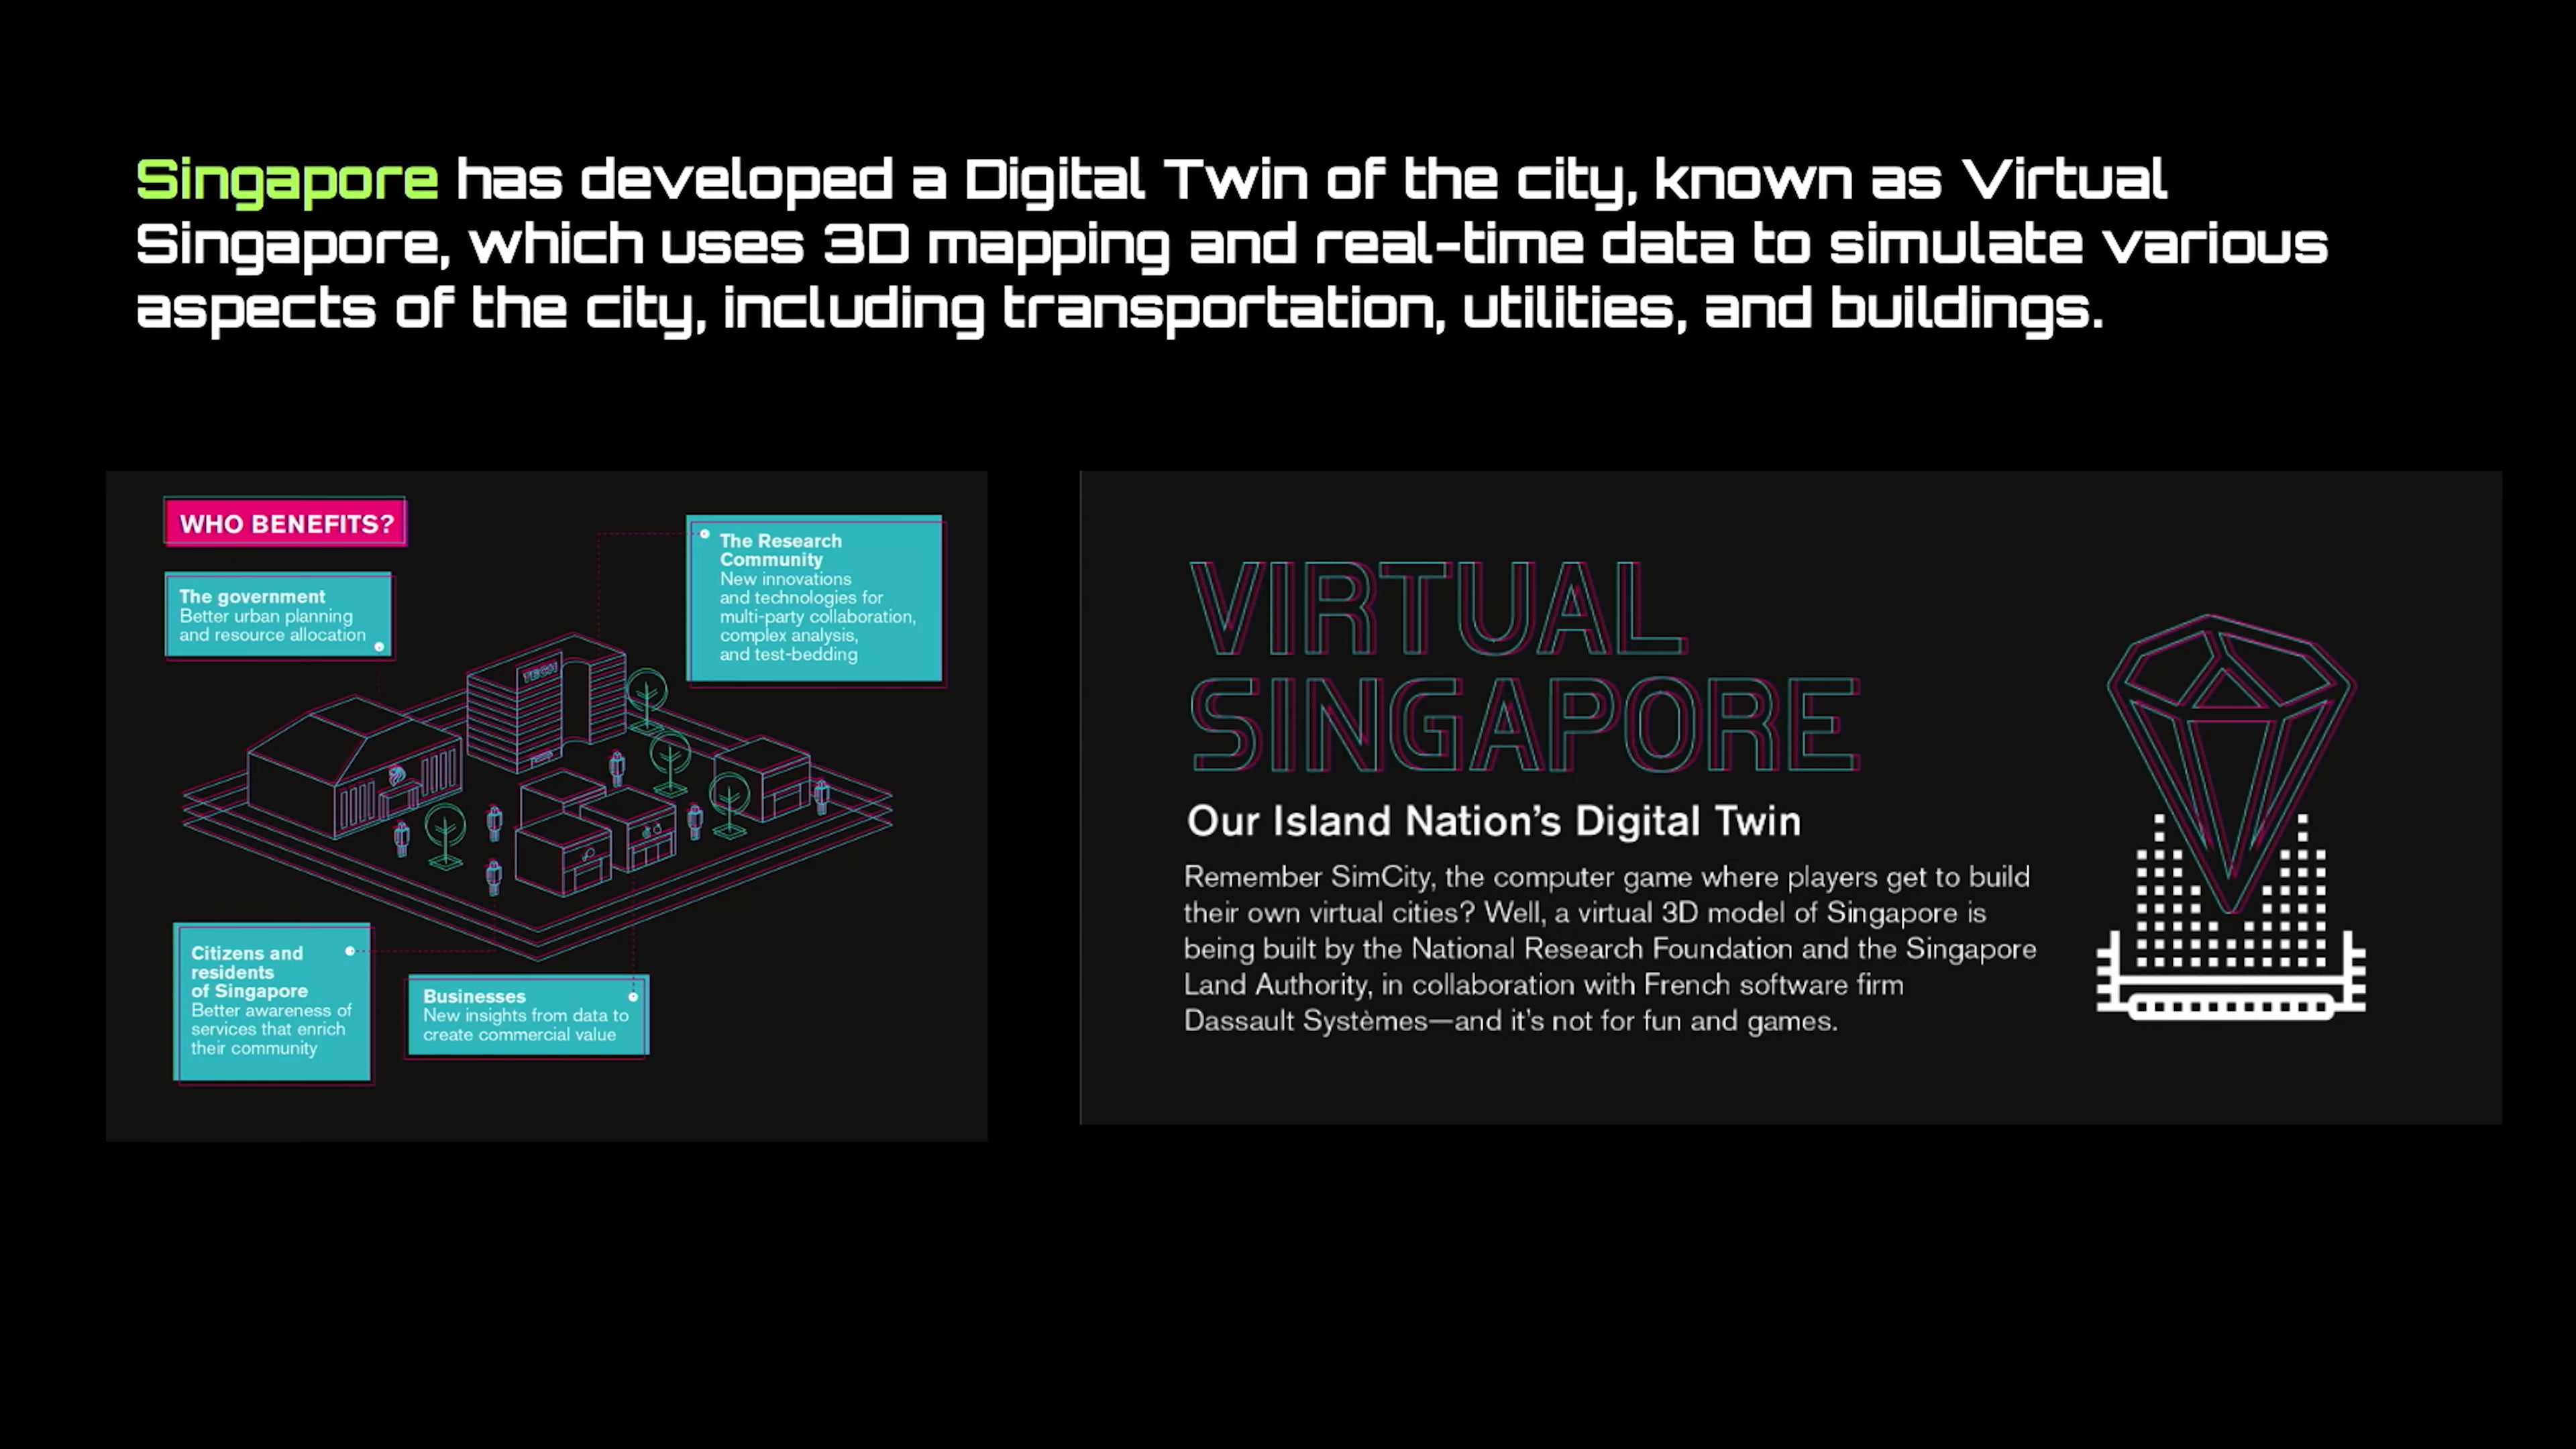 Singapore has developed a Digital Twin of the city, known as Virtual
Singapore, which uses 3D mapping and real-time data to simulate various
aspects of the city, including transportation, utilities, and buildings.
WHO BENEFITS?
The government
Better urban planning
and resource allocation
The Research
Community
New innovations
and technologies for
multi-party collaboration,
complex analysis,
and test-bedding
TECH
Citizens and
residents
of Singapore
Better awareness of
services that enrich
their community
Businesses
New insights from data to
create commercial value
VIRTUAL
SINGAPORE
Our Island Nation's Digital Twin
Remember SimCity, the computer game where players get to build
their own virtual cities? Well, a virtual 3D model of Singapore is
being built by the National Research Foundation and the Singapore
Land Authority, in collaboration with French software firm
Dassault Systèmes—and it's not for fun and games.